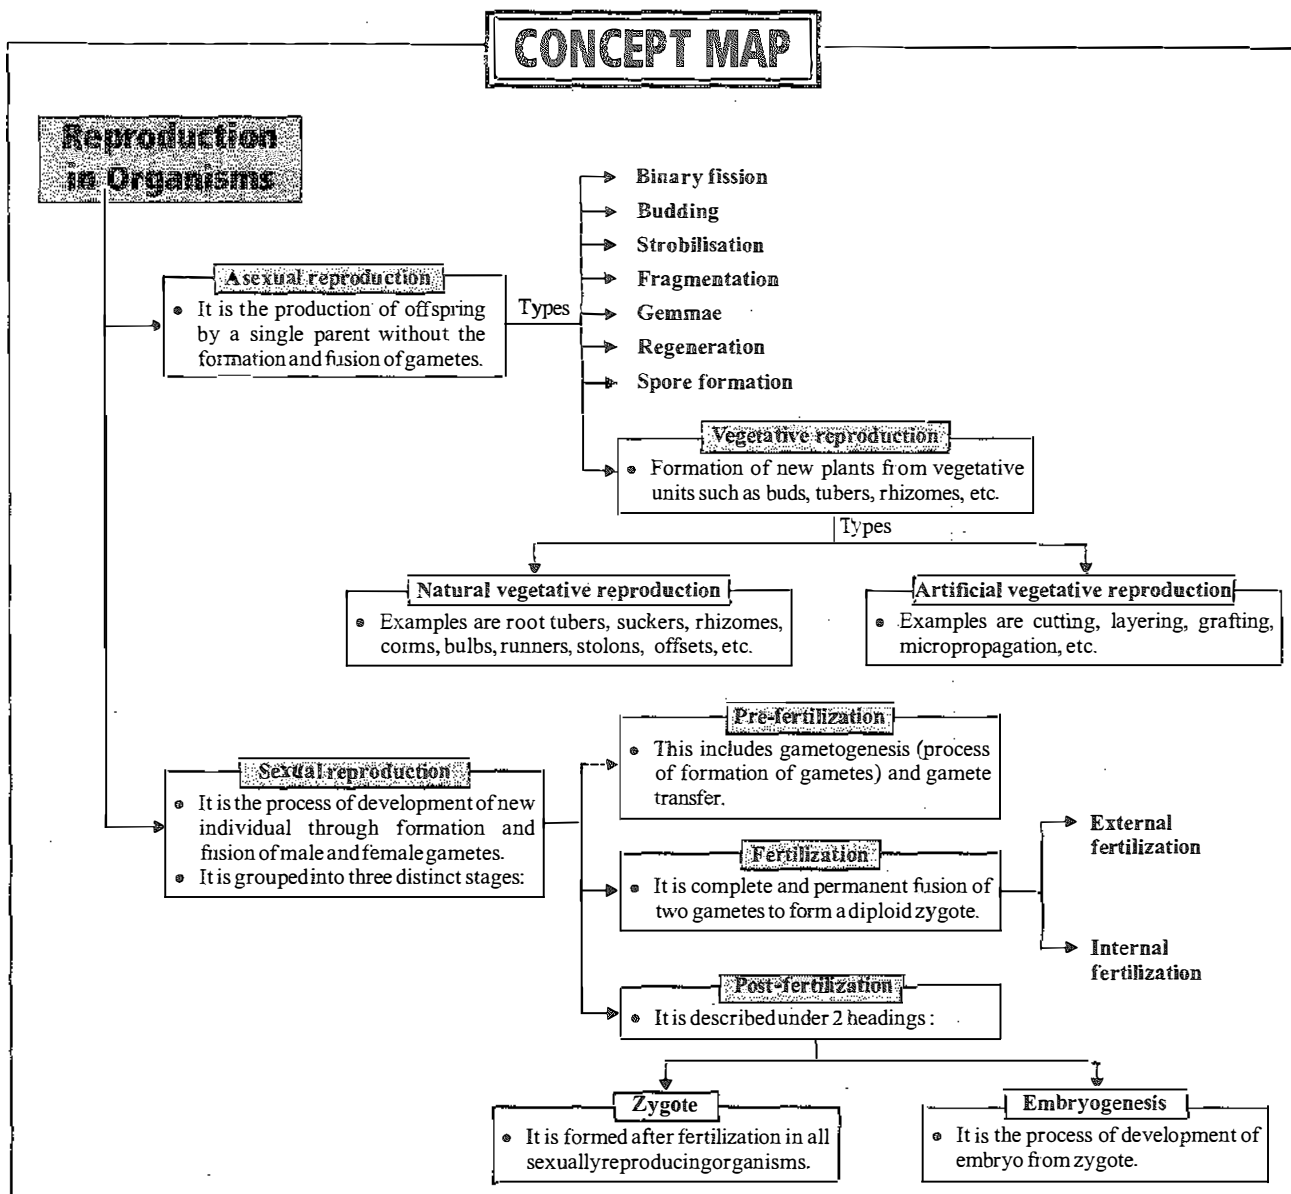 CONCEPT MAP
Reproduction
in Organisms
Asexual reproduction
It is the production of offspring
by a single parent without the
formation and fusion of gametes.
Types
Binary fission
Budding
Strobilisation
Fragmentation
Gemmae
Regeneration
Spore formation
Vegetative reproduction
Formation of new plants from vegetative
units such as buds, tubers, rhizomes, etc.
Types
Natural vegetative reproduction
Examples are root tubers, suckers, rhizomes,
corms, bulbs, runners, stolons, offsets, etc.
Artificial vegetative reproduction
Examples are cutting, layering, grafting,
micropropagation, etc.
Sexual reproduction
It is the process of development of new
individual through formation and
fusion of male and female gametes.
It is grouped into three distinct stages:
Pre-fertilization
This includes gametogenesis (process
of formation of gametes) and gamete
transfer.
Fertilization
It is complete and permanent fusion of
two gametes to form a diploid zygote.
External
fertilization
Internal
fertilization
Post-fertilization
It is described under 2 headings :
Zygote
It is formed after fertilization in all
sexually reproducing organisms.
Embryogenesis
It is the process of development of
embryo from zygote.